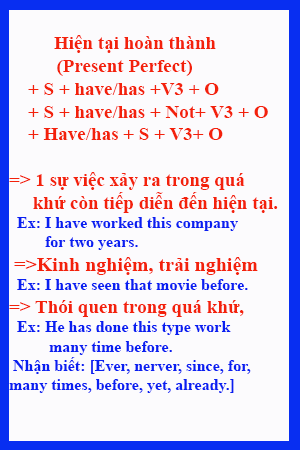 Hiện tại hoàn thành
(Present Perfect)
+ S + have/has +V3 + O
+ S + have/has + Not+ V3 + O
+ Have/has + S + V3+ O
=> 1 sự việc xảy ra trong quá
khứ còn tiếp diễn đến hiện tại.
Ex: I have worked this company
for two years.
=>Kinh nghiệm, trải nghiệm
Ex: I have seen that movie before.
=> Thói quen trong quá khứ,
Ex: He has done this type work
many time before.
Nhận biết: [Ever, nerver, since, for,
many times, before, yet, already.]